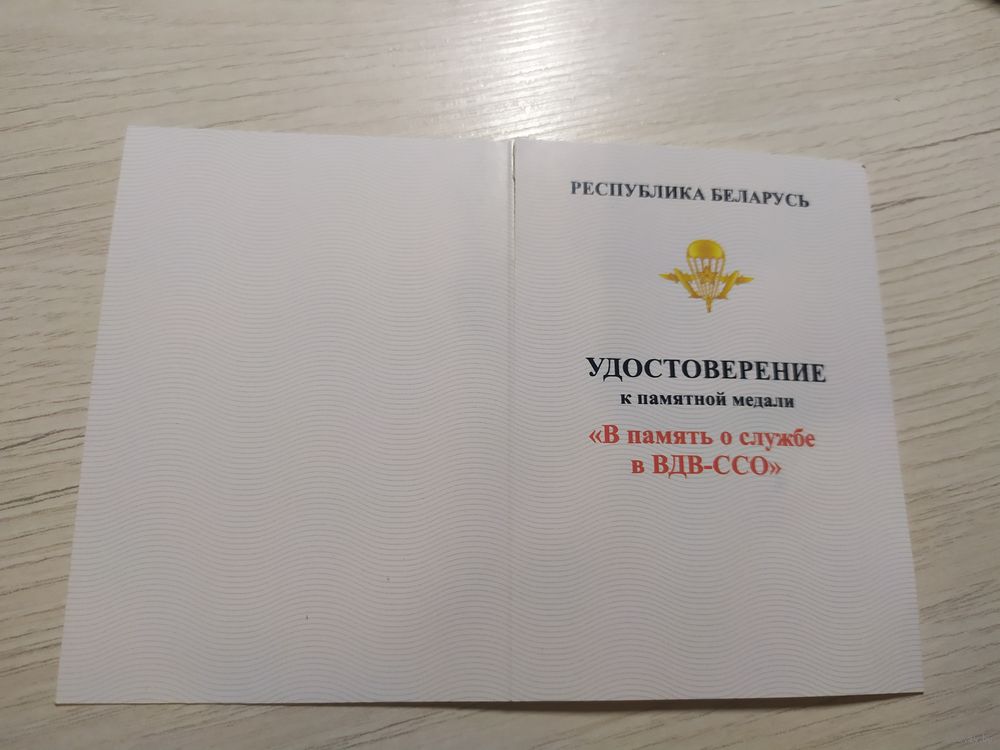 РЕСПУБЛИКА БЕЛАРУСЬ
УДОСТОВЕРЕНИЕ
к памятной медали
«В память о службе
в ВДВ-ССО»